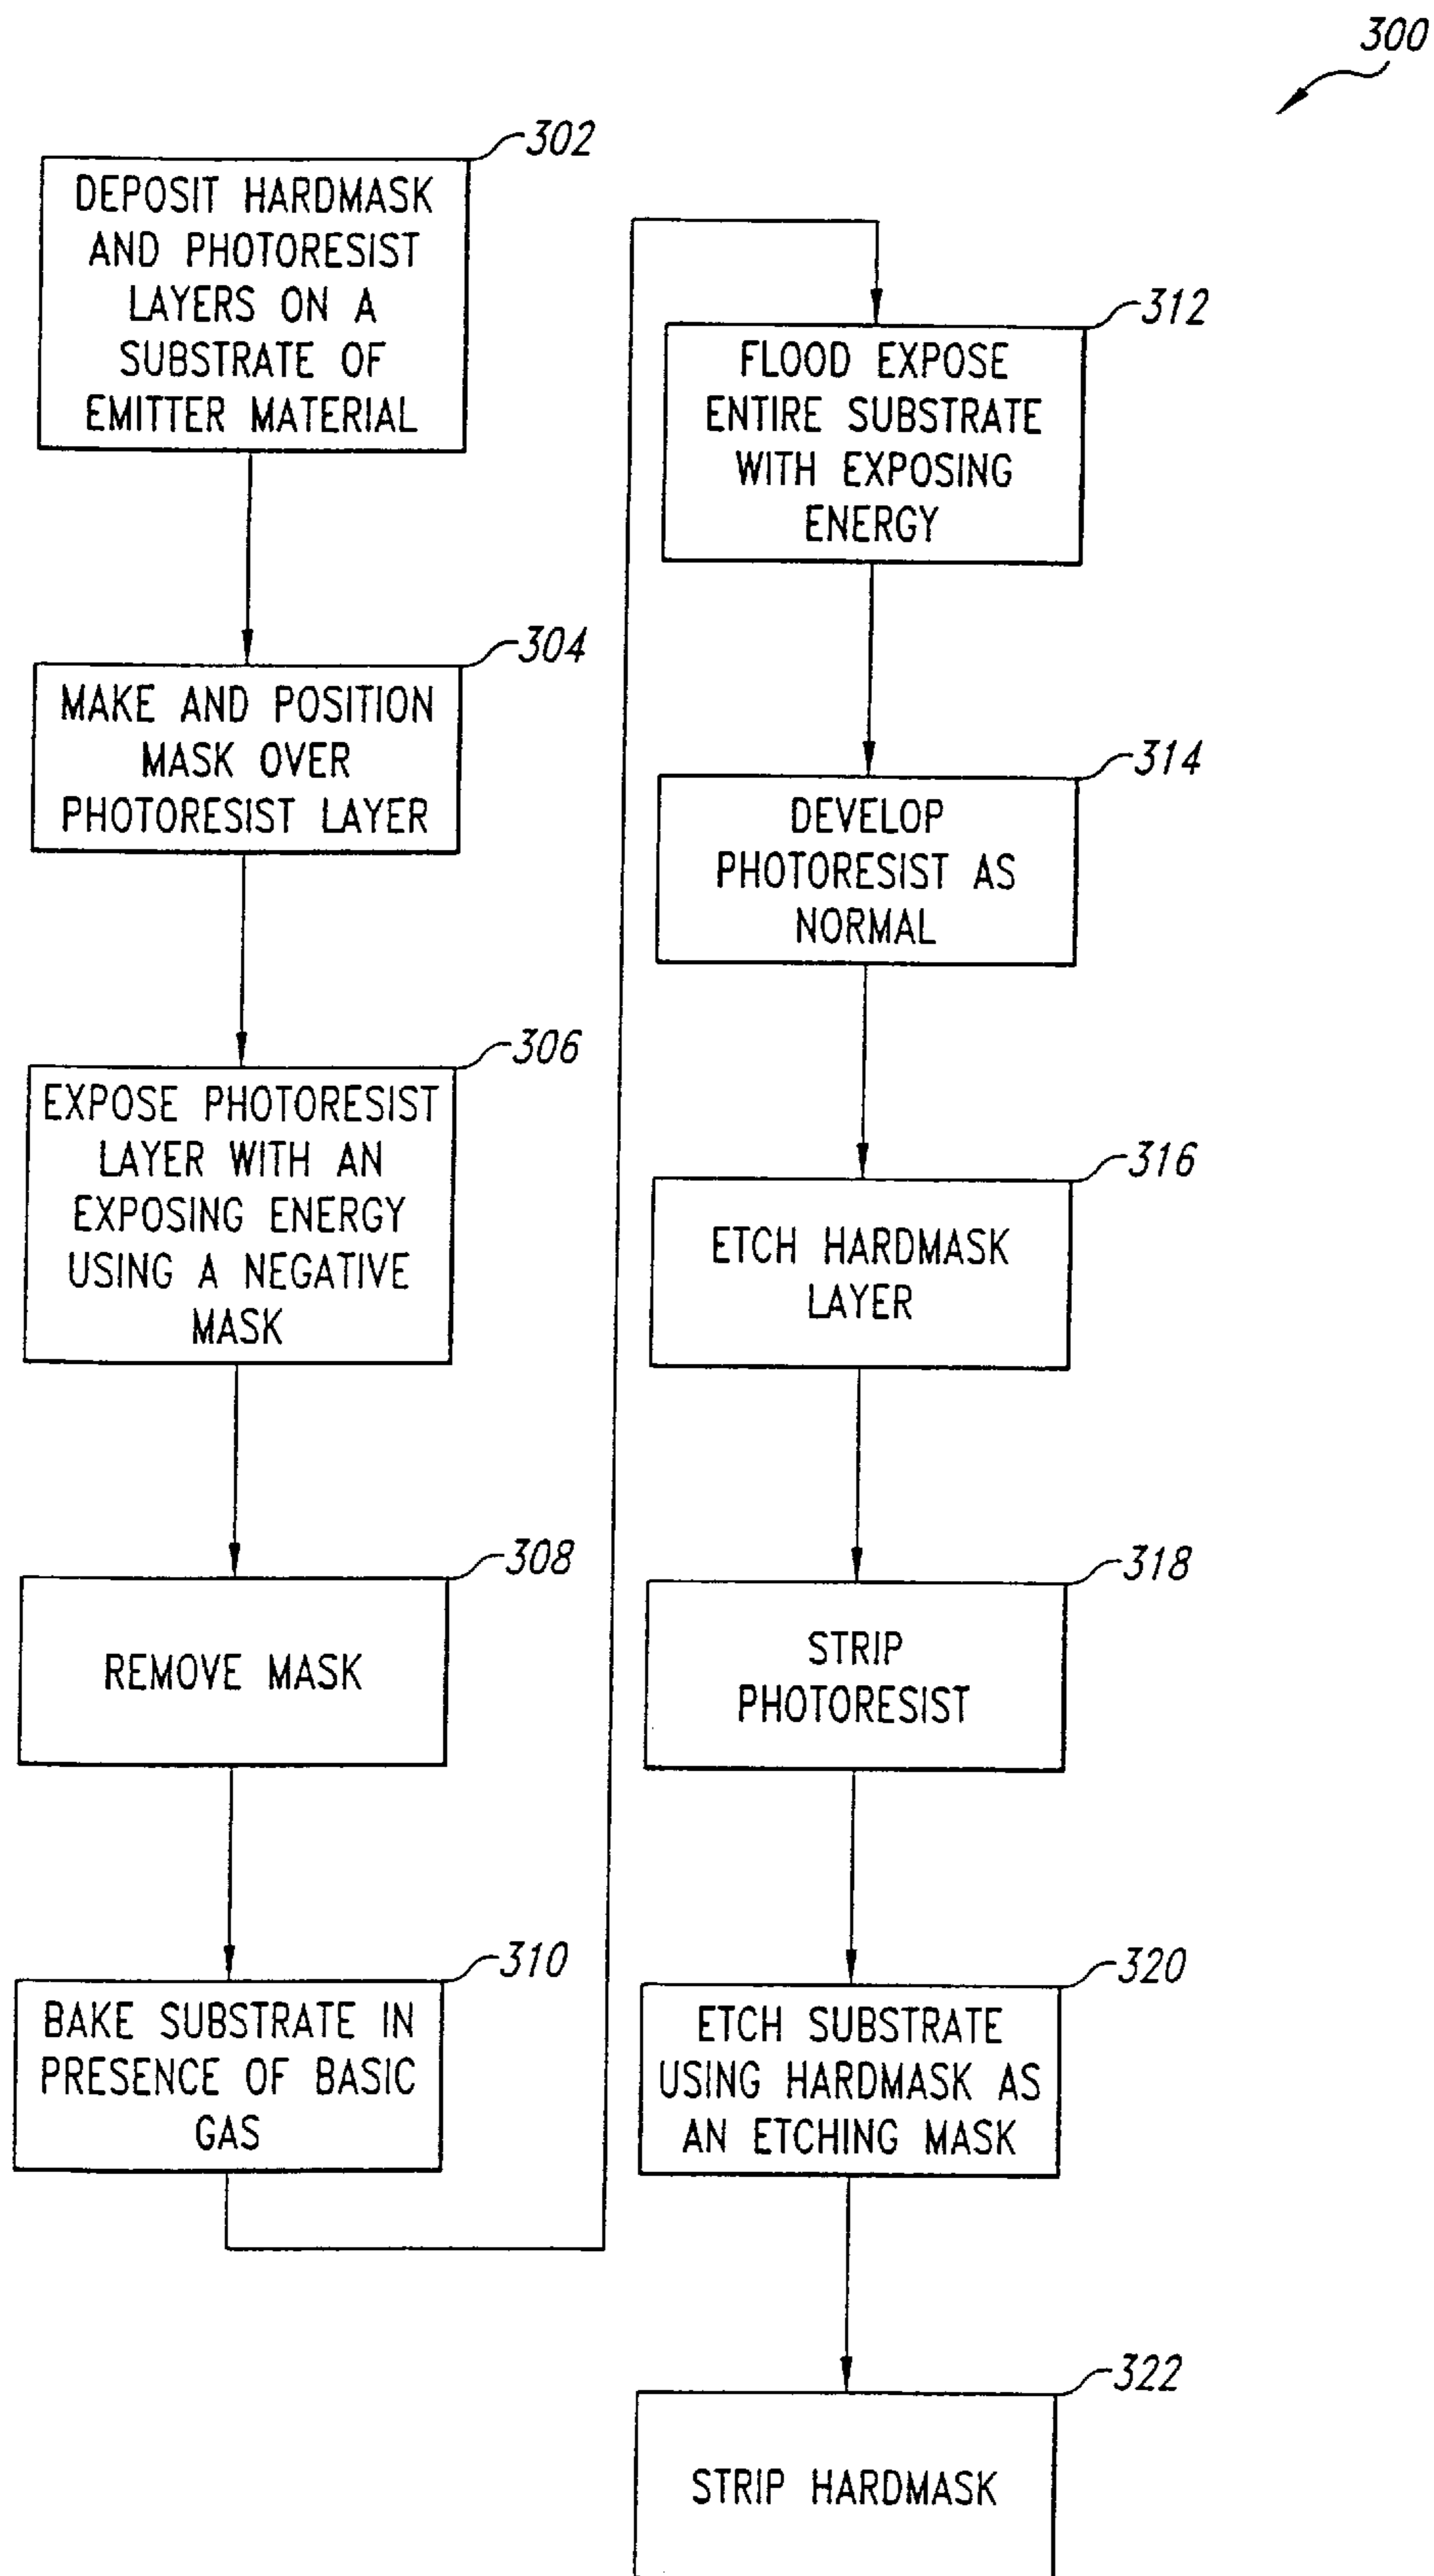 300
302
DEPOSIT HARDMASK
AND PHOTORESIST
LAYERS ON A
SUBSTRATE OF
EMITTER MATERIAL
304
MAKE AND POSITION
MASK OVER
PHOTORESIST LAYER
306
EXPOSE PHOTORESIST
LAYER WITH AN
EXPOSING ENERGY
USING A NEGATIVE
MASK
308
REMOVE MASK
310
BAKE SUBSTRATE IN
PRESENCE OF BASIC
GAS
312
FLOOD EXPOSE
ENTIRE SUBSTRATE
WITH EXPOSING
ENERGY
314
DEVELOP
PHOTORESIST AS
NORMAL
316
ETCH HARDMASK
LAYER
318
STRIP
PHOTORESIST
320
ETCH SUBSTRATE
USING HARDMASK AS
AN ETCHING MASK
322
STRIP HARDMASK